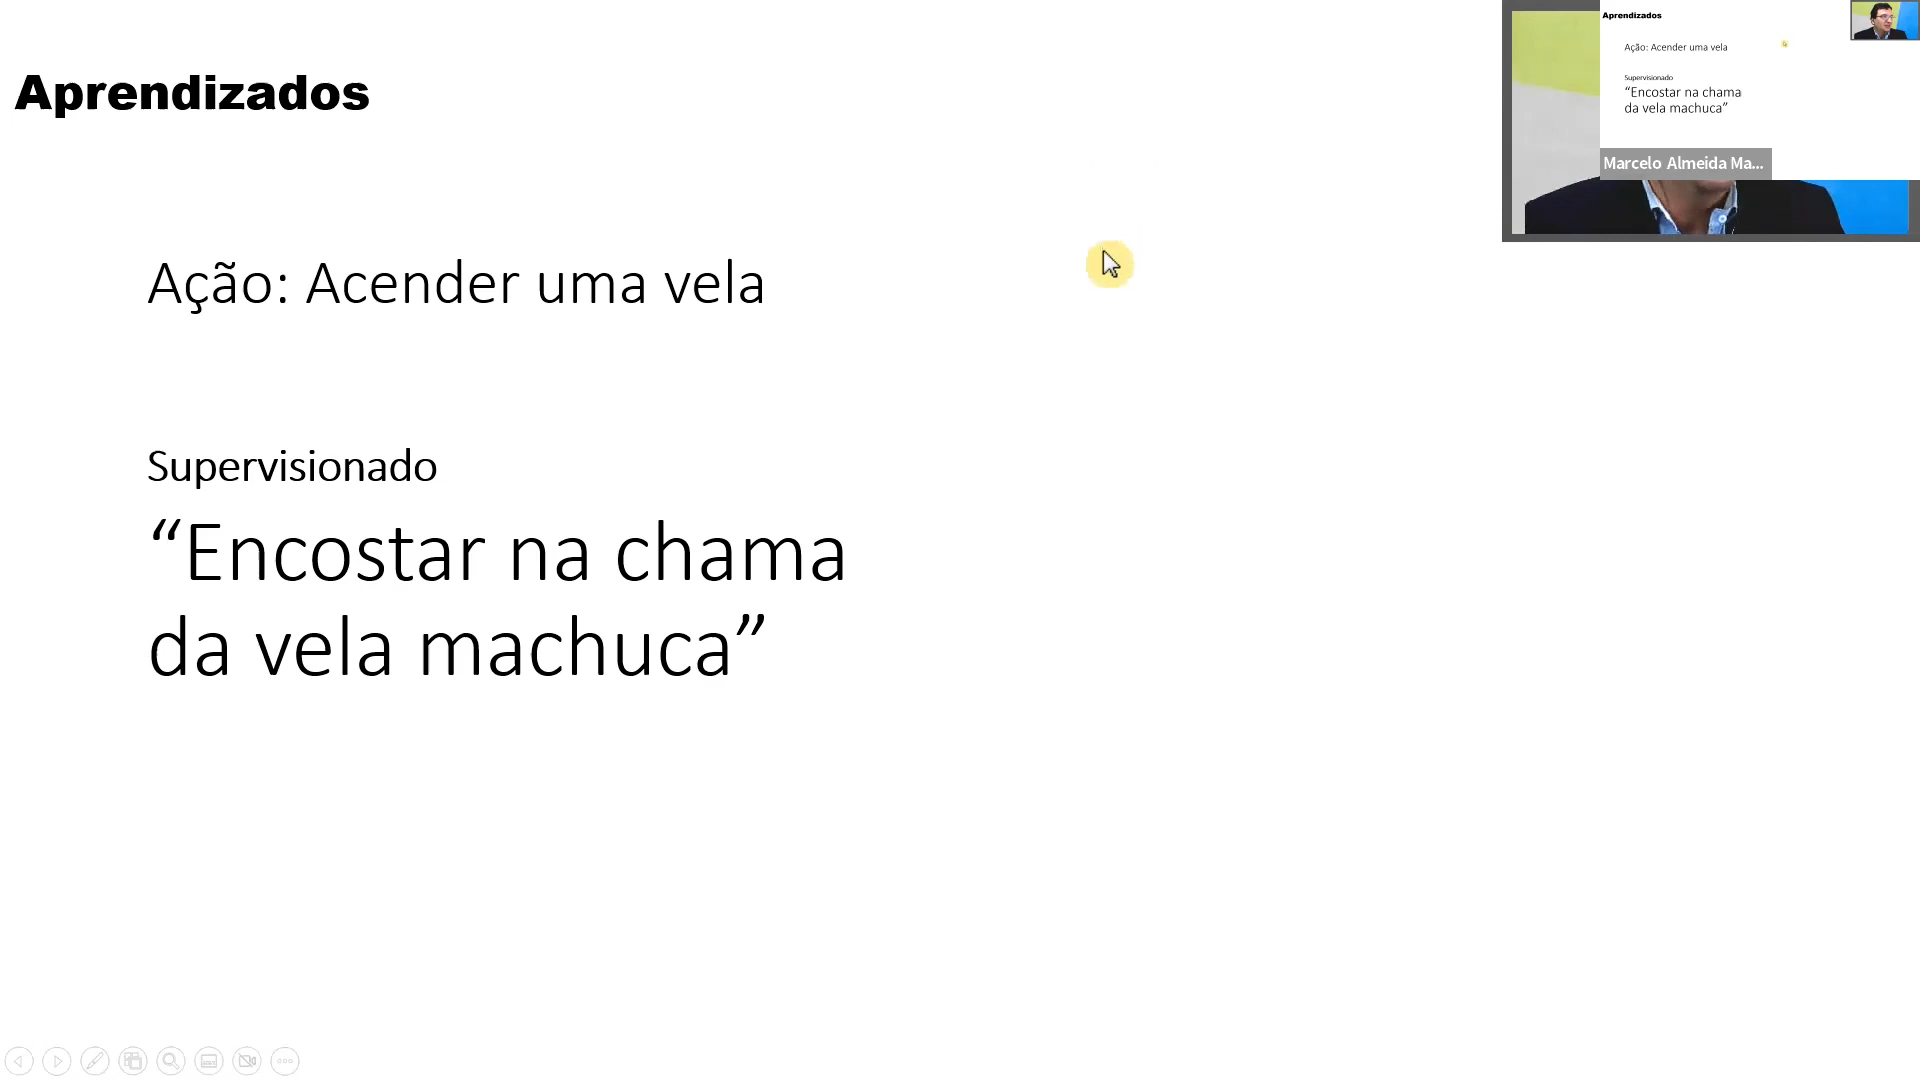 Aprendizados
Ação: Acender uma vela
Supervisionado
“Encostar na chama
da vela machuca”
Aprendizados
Ação: Acender uma vela
Supervisionado
“Encostar na chama
da vela machuca”
Marcelo Almeida Ma...